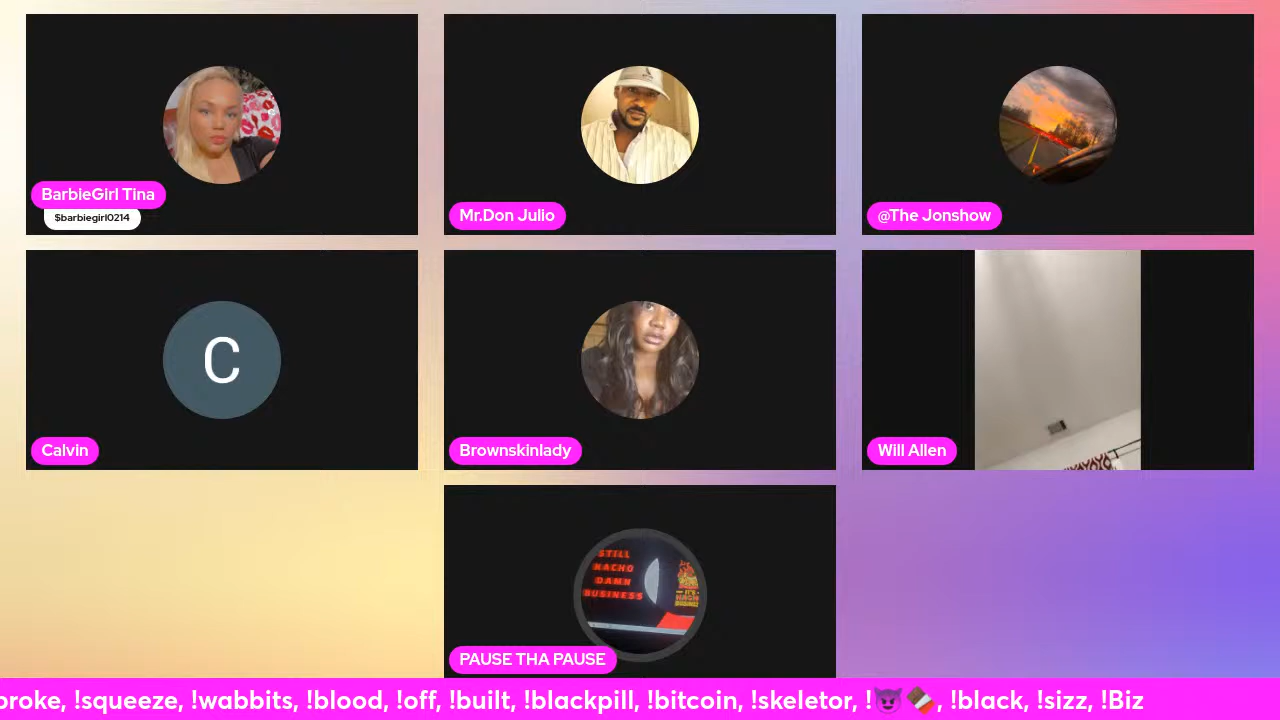 BarbieGirl Tina
$barbiegirl0214
Mr.Don Julio
@The Jonshow
C
Calvin
Brownskinlady
Will Allen
STILL
NACHO
DAMN
BUSINESS
PAUSE THA PAUSE
!squeeze, !wabbits, !blood, !off, !built, !blackpill, !bitcoin, !skeletor, !😈🍫, !black, !sizz, !Biz